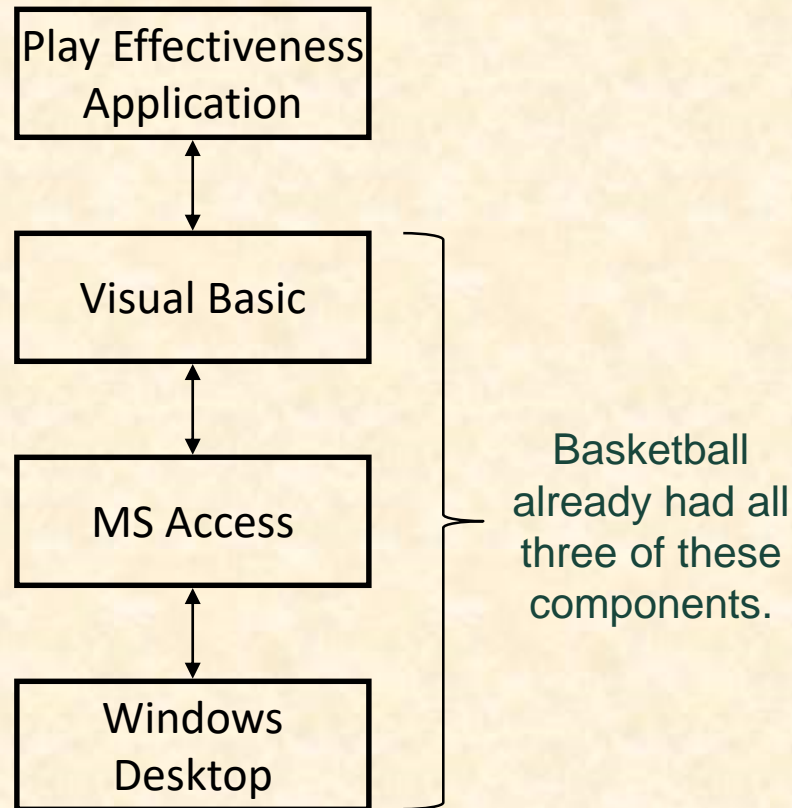 Play Effectiveness
Application
Visual Basic
MS Access
Basketball
already had all
three of these
components.
Windows
Desktop